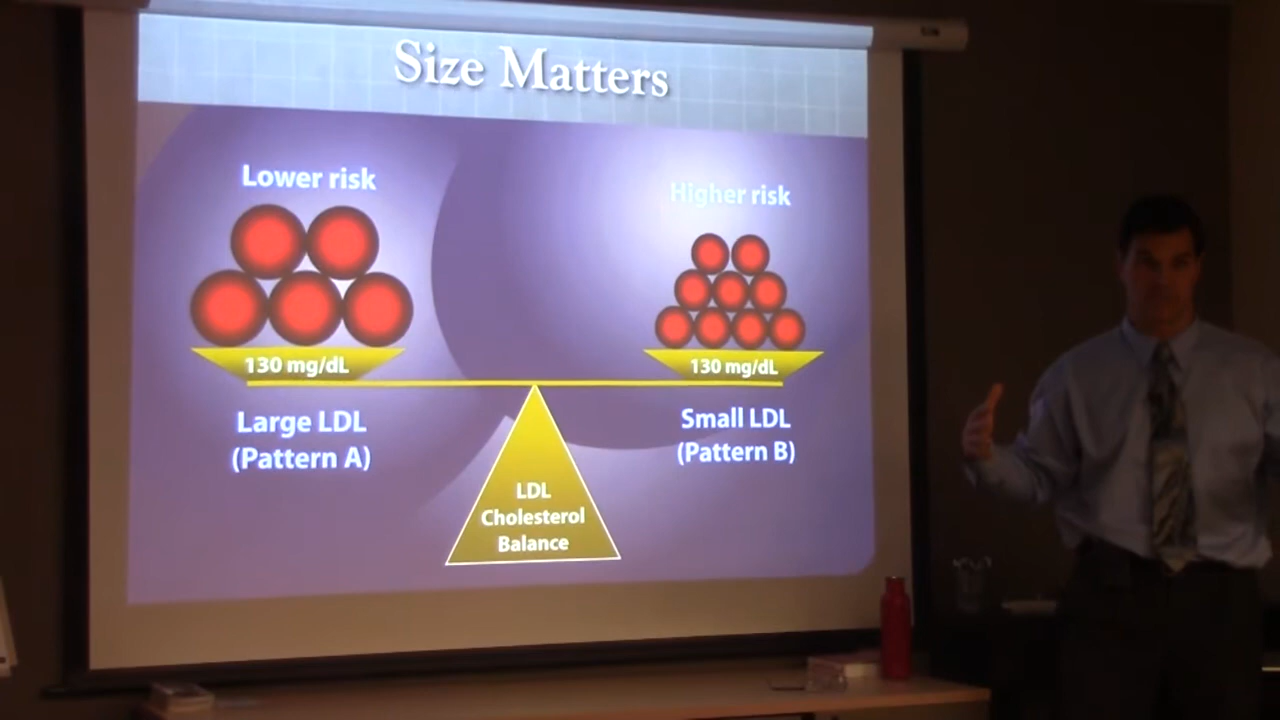 Size Matters
Lower risk
Higher risk
130 mg/dL
130 mg/dL
Large LDL
(Pattern A)
Small LDL
(Pattern B)
LDL
Cholesterol
Balance